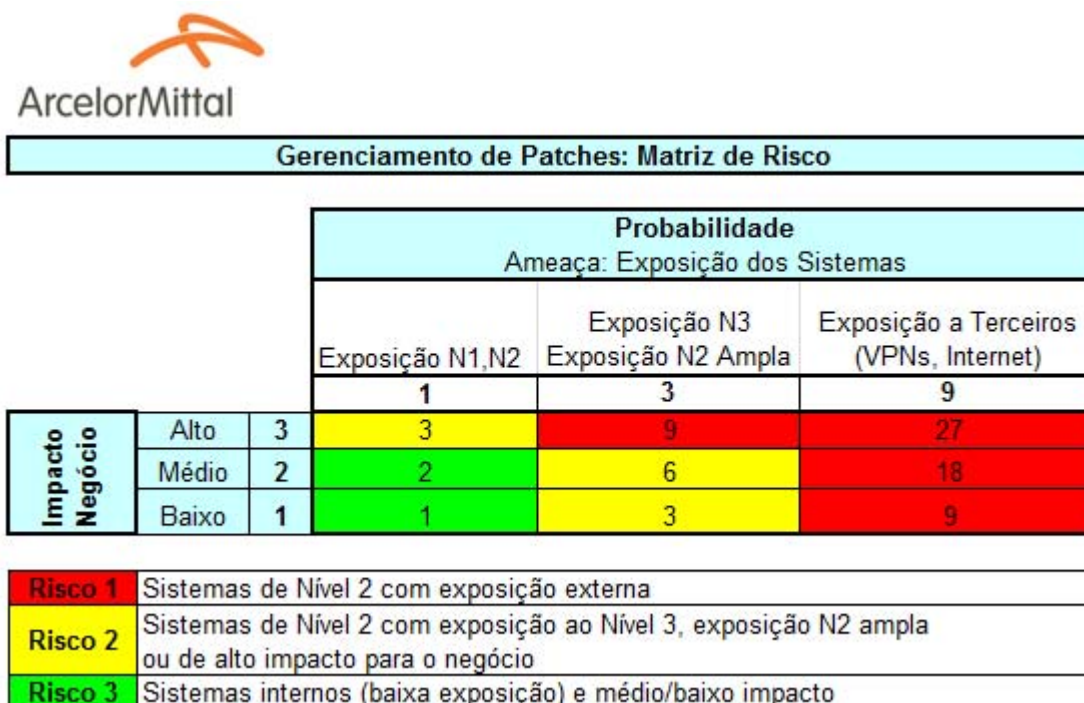 ArcelorMittal
Gerenciamento de Patches: Matriz de Risco
Probabilidade
Ameaça: Exposição dos Sistemas
Exposição N1,N2
Exposição N3
Exposição N2 Ampla
Exposição a Terceiros
(VPNs, Internet)
1 3 9
Impacto
Negócio
Alto 3 3 9 27
Médio 2 2 6 18
Baixo 1 1 3 9
Risco 1 Sistemas de Nível 2 com exposição externa
Risco 2 Sistemas de Nível 2 com exposição ao Nível 3, exposição N2 ampla
ou de alto impacto para o negócio
Risco 3 Sistemas internos (baixa exposição) e médio/baixo impacto